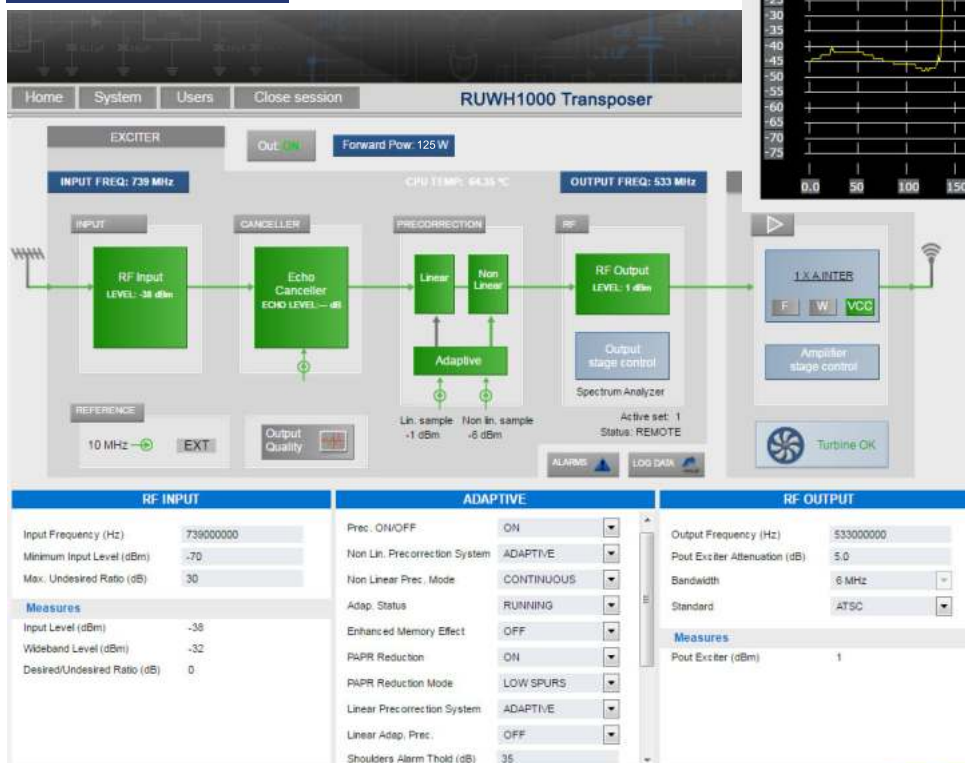 Home System Users Close session RUWH1000 Transposer
EXCITER
Out: ON
Forward Pow: 125 W
INPUT FREQ: 739 MHz
CPU TEMP: 64.35 ºC
OUTPUT FREQ: 533 MHz
INPUT
CANCELLER
PRECORRECTION
RF
RF Input
LEVEL: -38 dBm
Echo
Canceller
ECHO LEVEL:--- dB
Linear
Non
Linear
Adaptive
RF Output
LEVEL: 1 dBm
Output
stage control
Spectrum Analyzer
1 X A.INTER
F W VCC
Amplifier
stage control
Lin. sample
-1 dBm
Non lin. sample
-6 dBm
Active set: 1
Status: REMOTE
REFERENCE
10 MHz
EXT
Output
Quality
ALARMS
LOG DATA
Turbine OK
RF INPUT
Input Frequency (Hz) 739000000
Minimum Input Level (dBm) -70
Max. Undesired Ratio (dB) 30
Measures
Input Level (dBm) -38
Wideband Level (dBm) -32
Desired/Undesired Ratio (dB) 0
ADAPTIVE
Prec. ON/OFF ON
Non Lin. Precorrection System ADAPTIVE
Non Linear Prec. Mode CONTINUOUS
Adap. Status RUNNING
Enhanced Memory Effect OFF
PAPR Reduction ON
PAPR Reduction Mode LOW SPURS
Linear Precorrection System ADAPTIVE
Linear Adap. Prec. OFF
Shoulders Alarm Thold (dB) 35
RF OUTPUT
Output Frequency (Hz) 533000000
Pout Exciter Attenuation (dB) 5.0
Bandwidth 6 MHz
Standard ATSC
Measures
Pout Exciter (dBm) 1
-30
-35
-40
-45
-50
-55
-60
-65
-70
-75
0.0 50 100 150